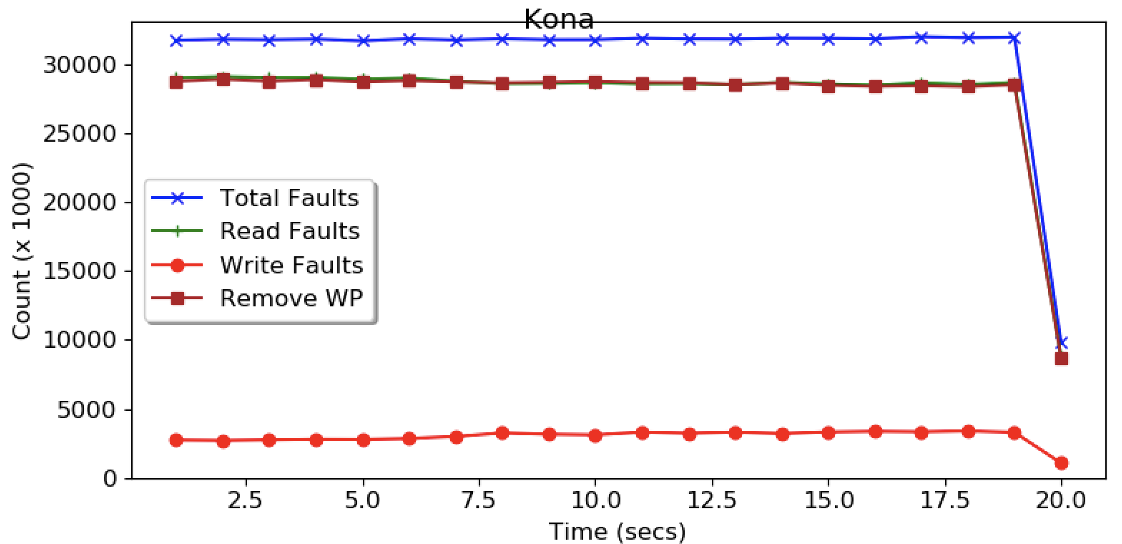 Kona
Count (x 1000)
30000
25000
20000
15000
10000
5000
0
Total Faults
Read Faults
Write Faults
Remove WP
2.5 5.0 7.5 10.0 12.5 15.0 17.5 20.0
Time (secs)